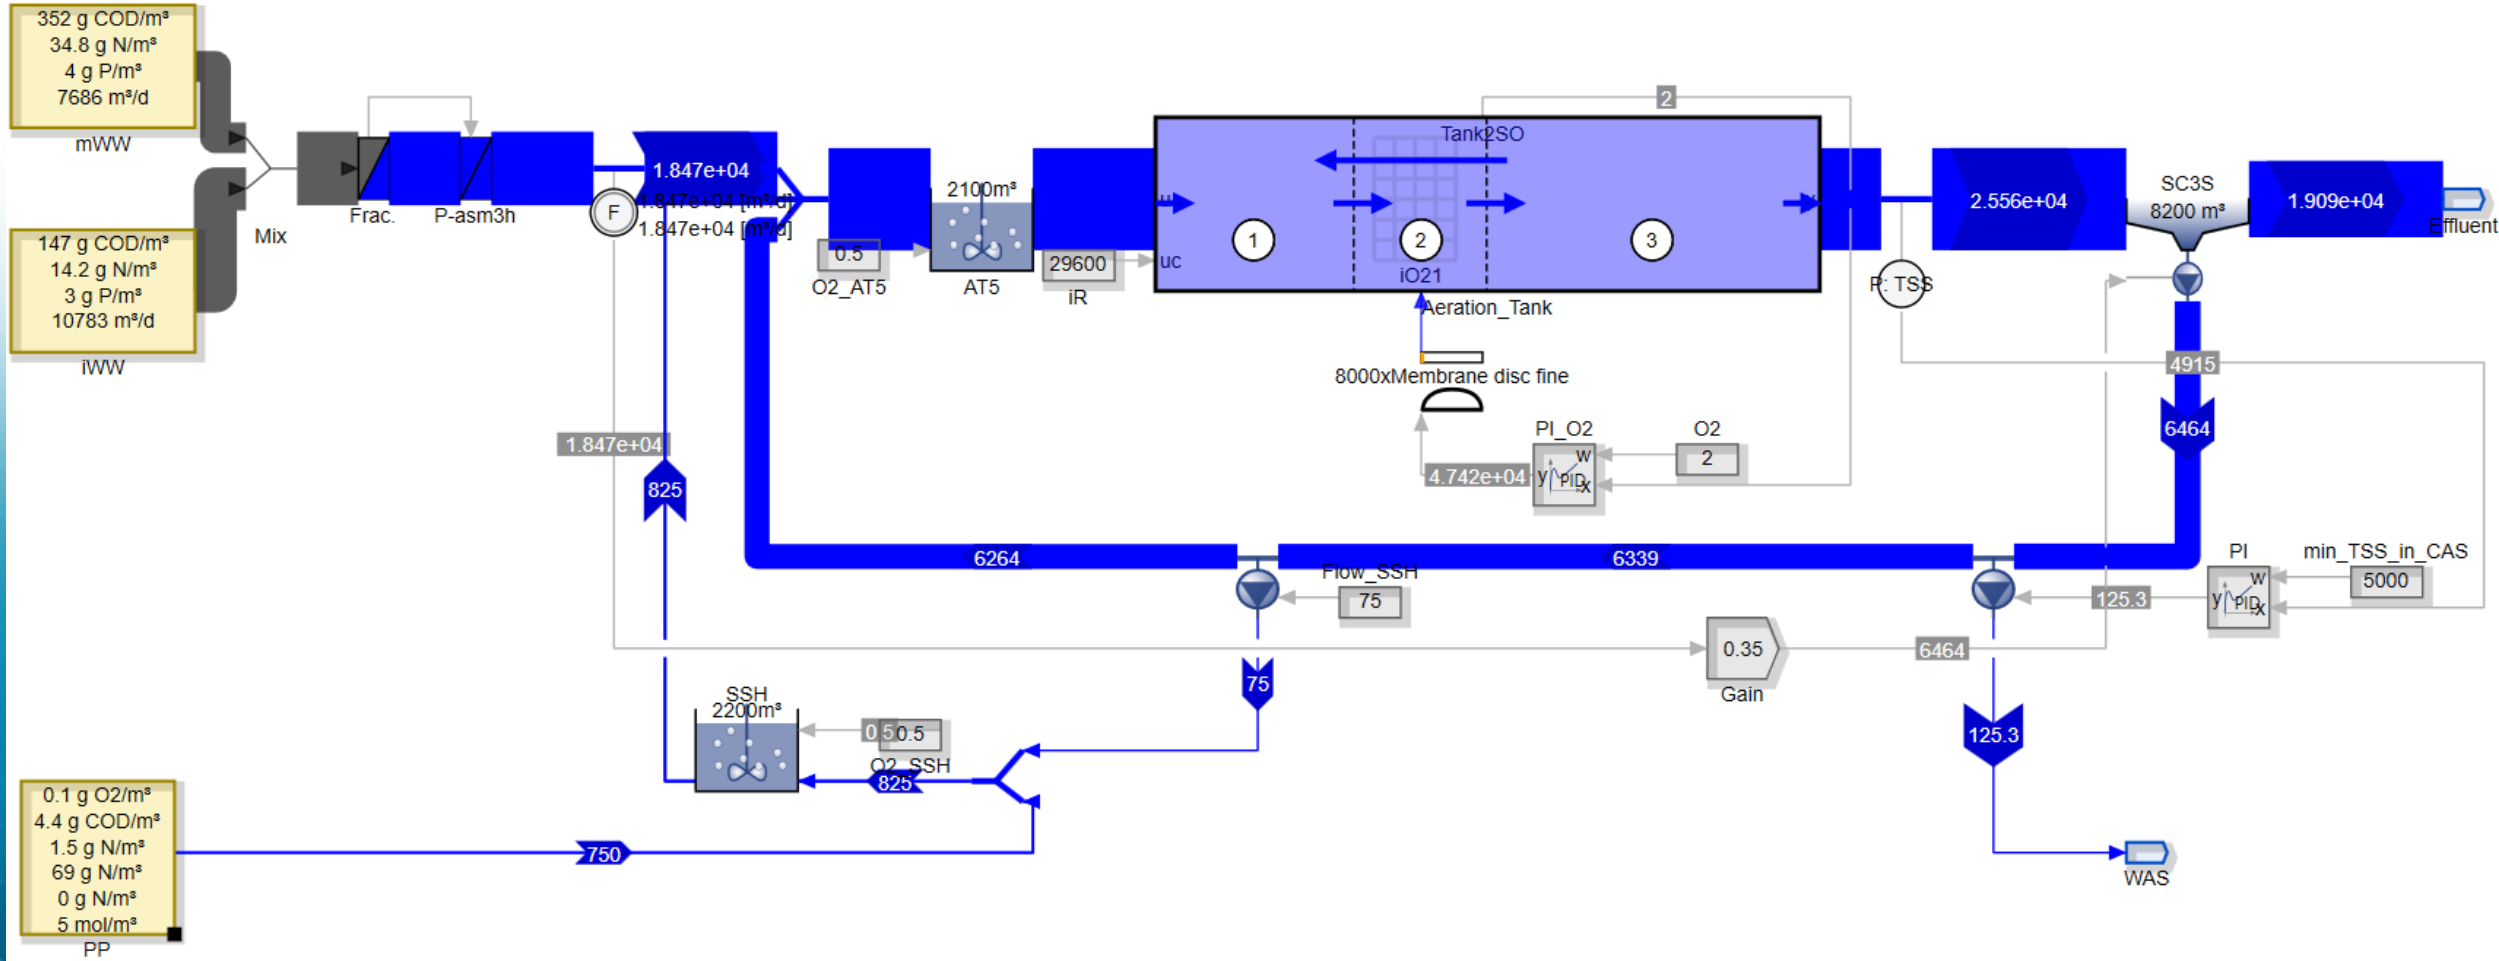 352 g COD/m³
34.8 g N/m³
4 g P/m³
7686 m³/d
mWW
147 g COD/m³
14.2 g N/m³
3 g P/m³
10783 m³/d
iWW
Mix
Frac.
P-asm3h
F
1.847e+04
1.847e+04 [m³/d]
1.847e+04 [m³/d]
0.5
O2_AT5
2100m³
AT5
29600
iR
uc
1
2
3
Tank2SO
iO21
Aeration_Tank
2
8000xMembrane disc fine
PI_O2
w
y
PID
x
O2
2
4.742e+04
P: TSS
2.556e+04
SC3S
8200 m³
1.909e+04
Effluent
4915
6464
1.847e+04
825
6264
Flow_SSH
75
6339
125.3
PI
w
y
PID
x
min_TSS_in_CAS
5000
0.35
Gain
6464
75
SSH
2200m³
0.5
0.5
O2_SSH
825
125.3
WAS
0.1 g O2/m³
4.4 g COD/m³
1.5 g N/m³
69 g N/m³
0 g N/m³
5 mol/m³
PP
750